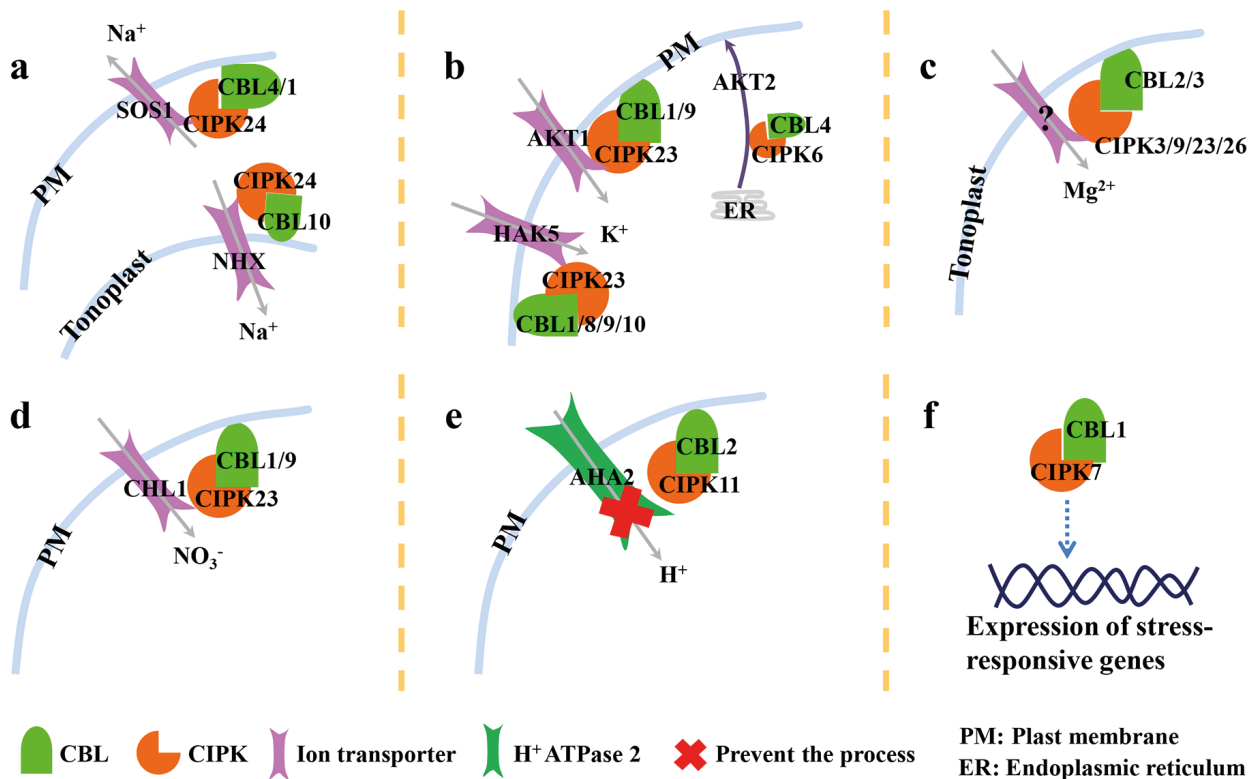 a
Na⁺
SOS1
CBL4/1
CIPK24
PM
CIPK24
CBL10
NHX
Tonoplast
Na⁺
b
PM
AKT2
CBL1/9
AKT1
CIPK23
CBL4
CIPK6
ER
HAK5
K⁺
CIPK23
CBL1/8/9/10
c
CBL2/3
?
CIPK3/9/23/26
Mg²⁺
Tonoplast
d
CBL1/9
CHL1
CIPK23
PM
NO₃⁻
e
CBL2
AHA2
CIPK11
PM
H⁺
f
CBL1
CIPK7
Expression of stress-
responsive genes
CBL
CIPK
Ion transporter
H⁺ ATPase 2
Prevent the process
PM: Plast membrane
ER: Endoplasmic reticulum